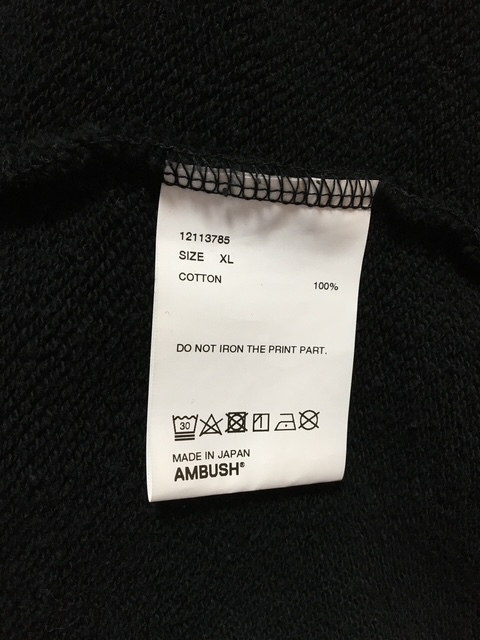 12113785
SIZE XL
COTTON 100%
DO NOT IRON THE PRINT PART.
30
MADE IN JAPAN
AMBUSH®